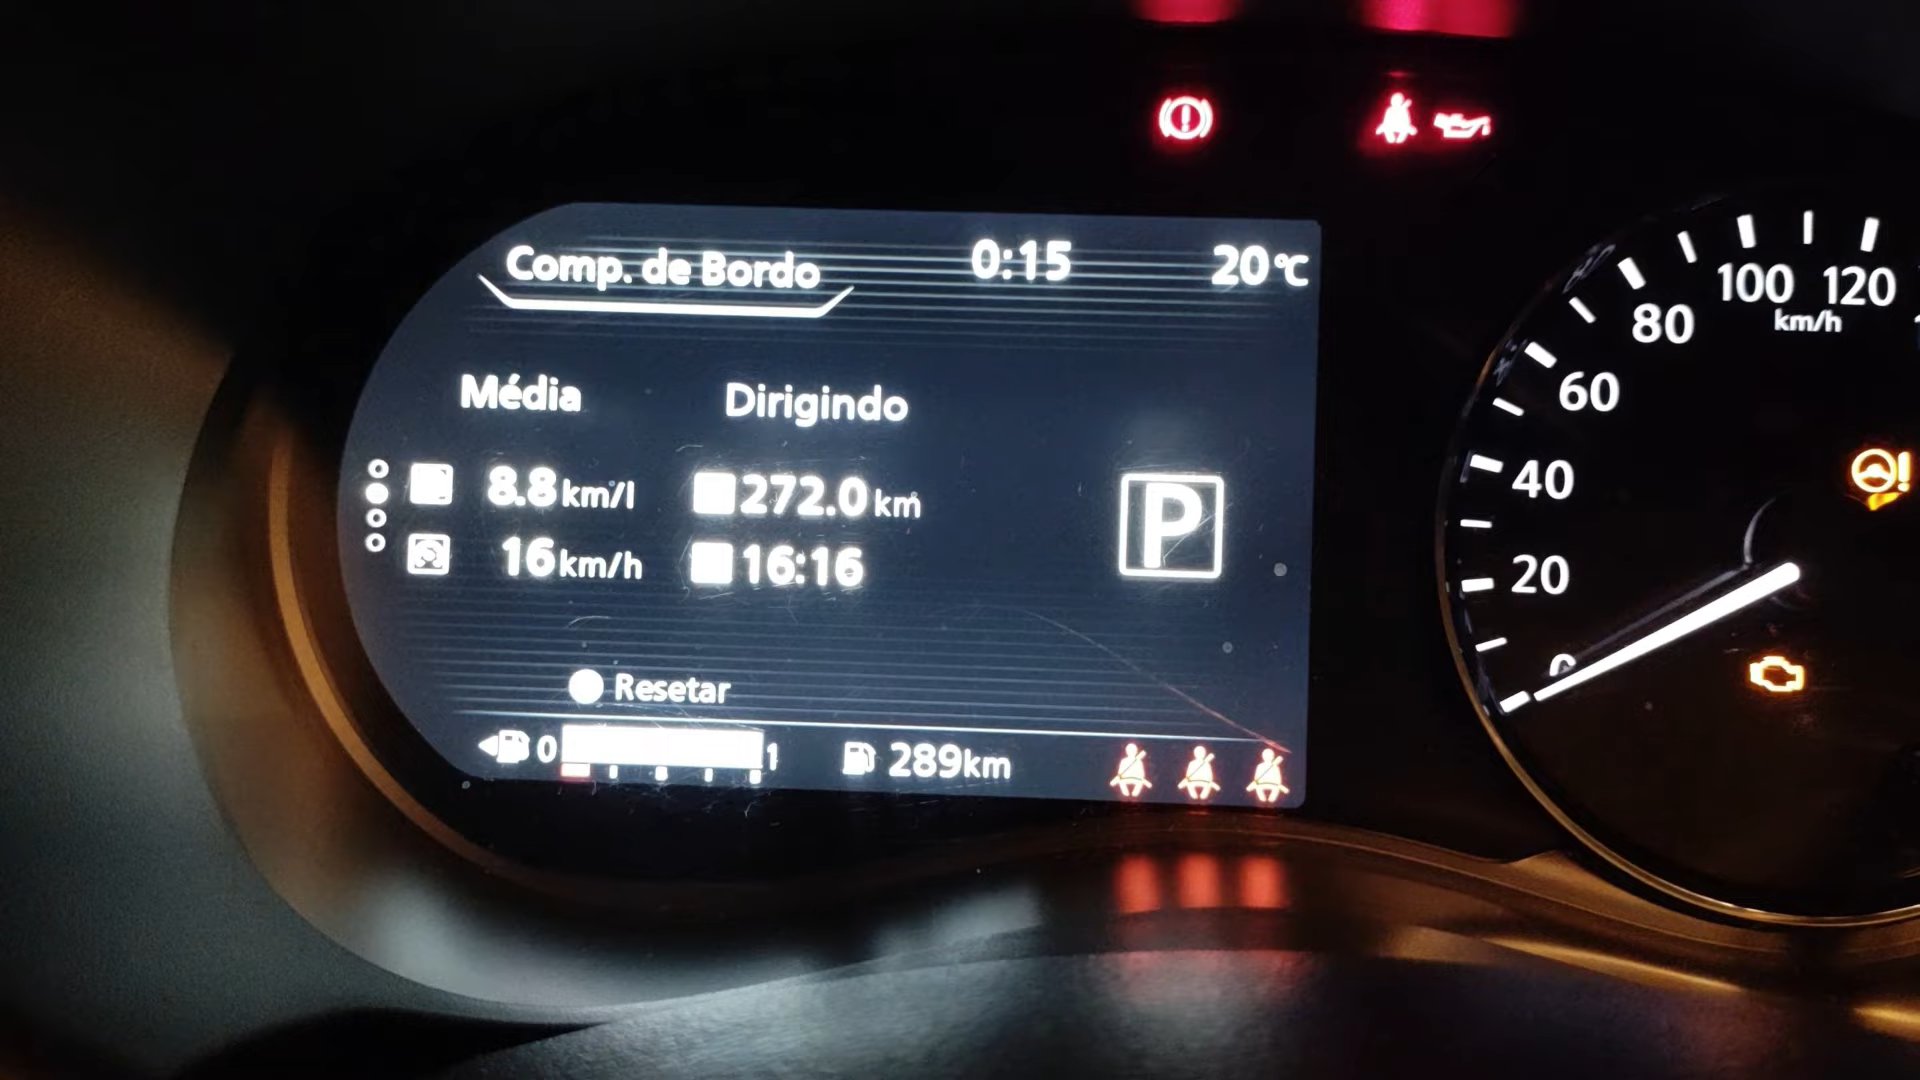 Comp. de Bordo 0:15 20°C
Média Dirigindo
8.8 km/l 272.0 km
16 km/h 16:16
P
Resetar
0 1 289km
100 120
km/h
80
60
40
20
0